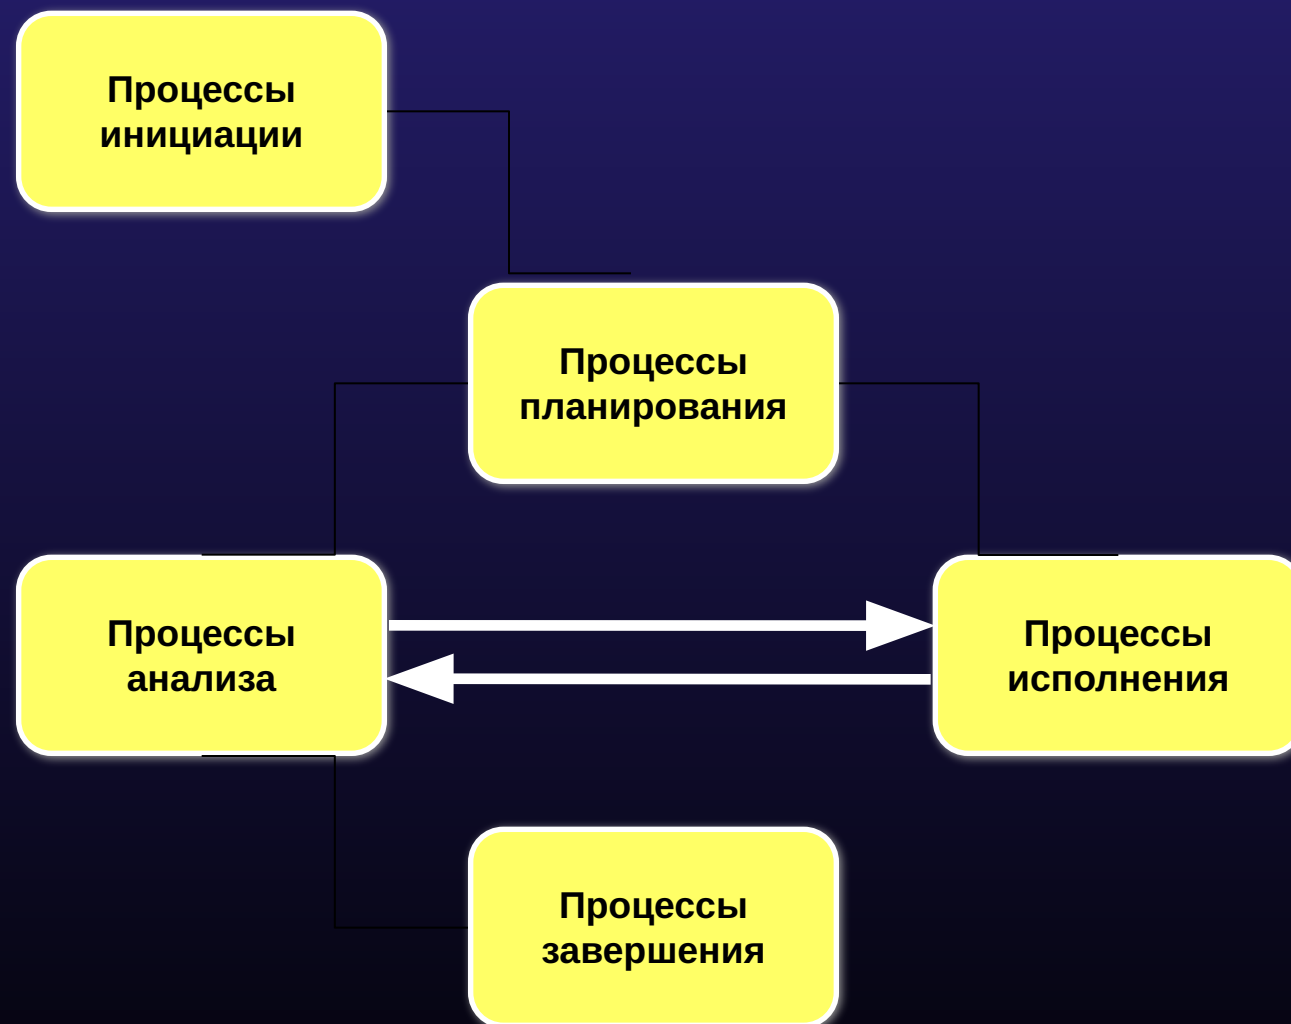 Процессы
инициации
Процессы
планирования
Процессы
анализа
Процессы
исполнения
Процессы
завершения